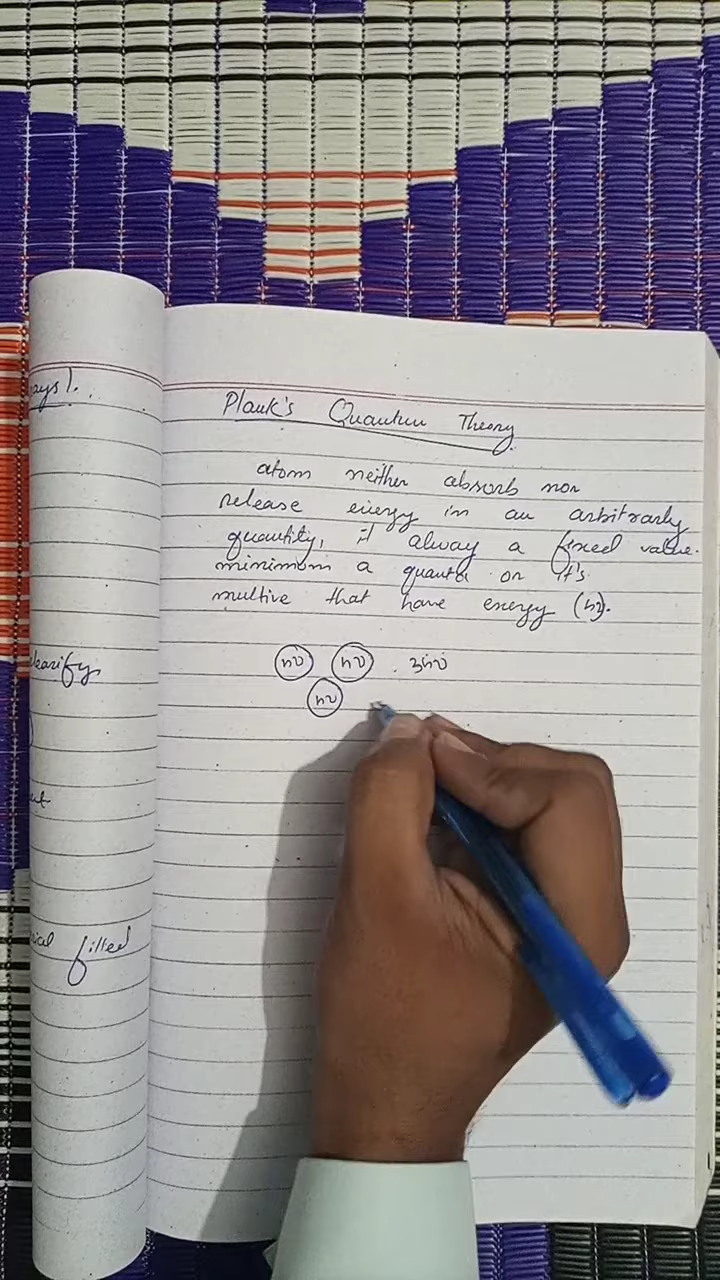 ays).
Plank's Quantum Theory
atom neither absorb nor
release energy in an arbitrarly
quantity, it alway a fixed value.
minimum a quanta or it's
multive that have energy (hν).
hν hν . 3hν
hν
filled